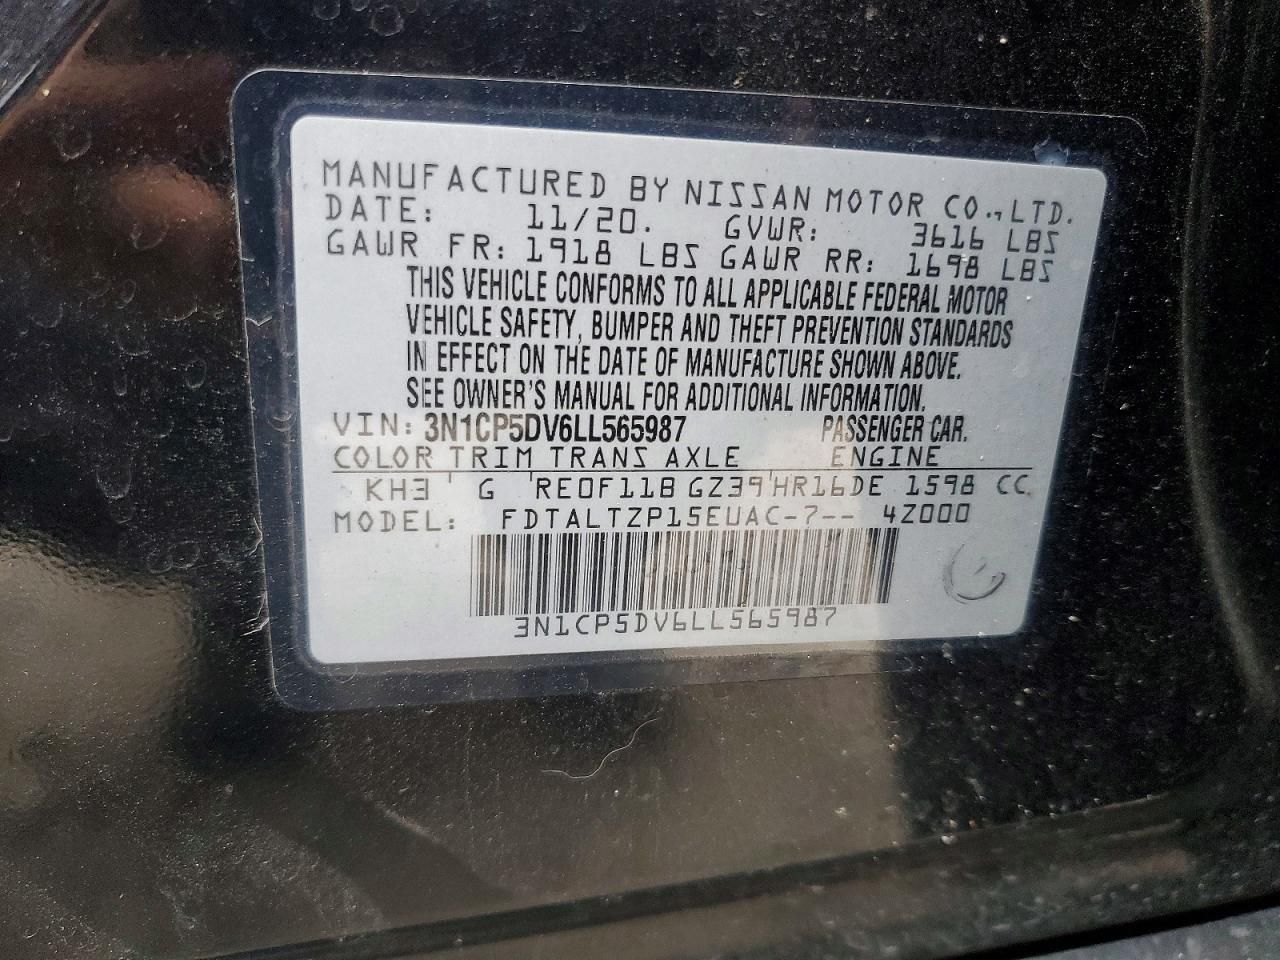 MANUFACTURED BY NISSAN MOTOR CO., LTD.
DATE: 11/20. GVWR: 3616 LBS
GAWR FR: 1918 LBS GAWR RR: 1698 LBS
THIS VEHICLE CONFORMS TO ALL APPLICABLE FEDERAL MOTOR
VEHICLE SAFETY, BUMPER AND THEFT PREVENTION STANDARDS
IN EFFECT ON THE DATE OF MANUFACTURE SHOWN ABOVE.
SEE OWNER'S MANUAL FOR ADDITIONAL INFORMATION.
VIN: 3N1CP5DV6LL565987 PASSENGER CAR.
COLOR TRIM TRANS AXLE ENGINE
KH3 ' G 'RE0F11B GZ39'HR16DE 1598 CC
MODEL: FDTALTZP15EUAC-7-- 4Z000
3N1CP5DV6LL565987